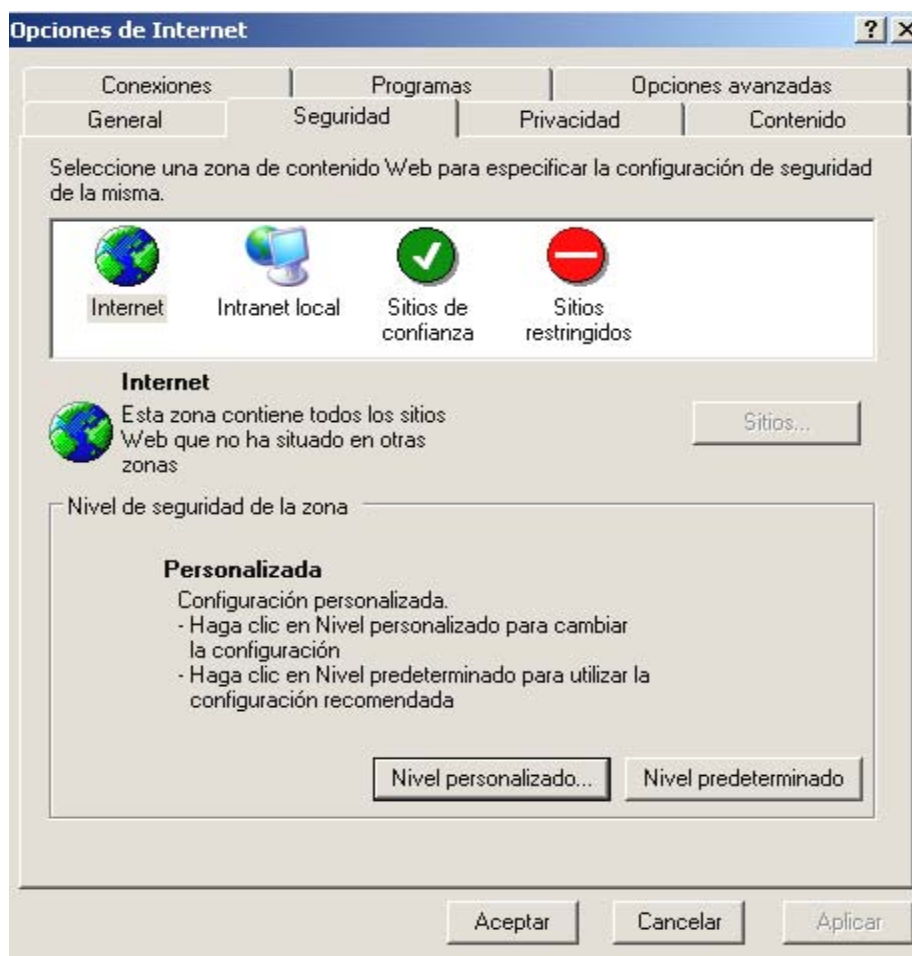 Opciones de Internet
Conexiones
Programas
Opciones avanzadas
General
Seguridad
Privacidad
Contenido
Seleccione una zona de contenido Web para especificar la configuración de seguridad
de la misma.
Internet
Intranet local
Sitios de
confianza
Sitios
restringidos
Internet
Esta zona contiene todos los sitios
Web que no ha situado en otras
zonas
Sitios...
Nivel de seguridad de la zona
Personalizada
Configuración personalizada.
- Haga clic en Nivel personalizado para cambiar
la configuración
- Haga clic en Nivel predeterminado para utilizar la
configuración recomendada
Nivel personalizado...
Nivel predeterminado
Aceptar
Cancelar
Aplicar